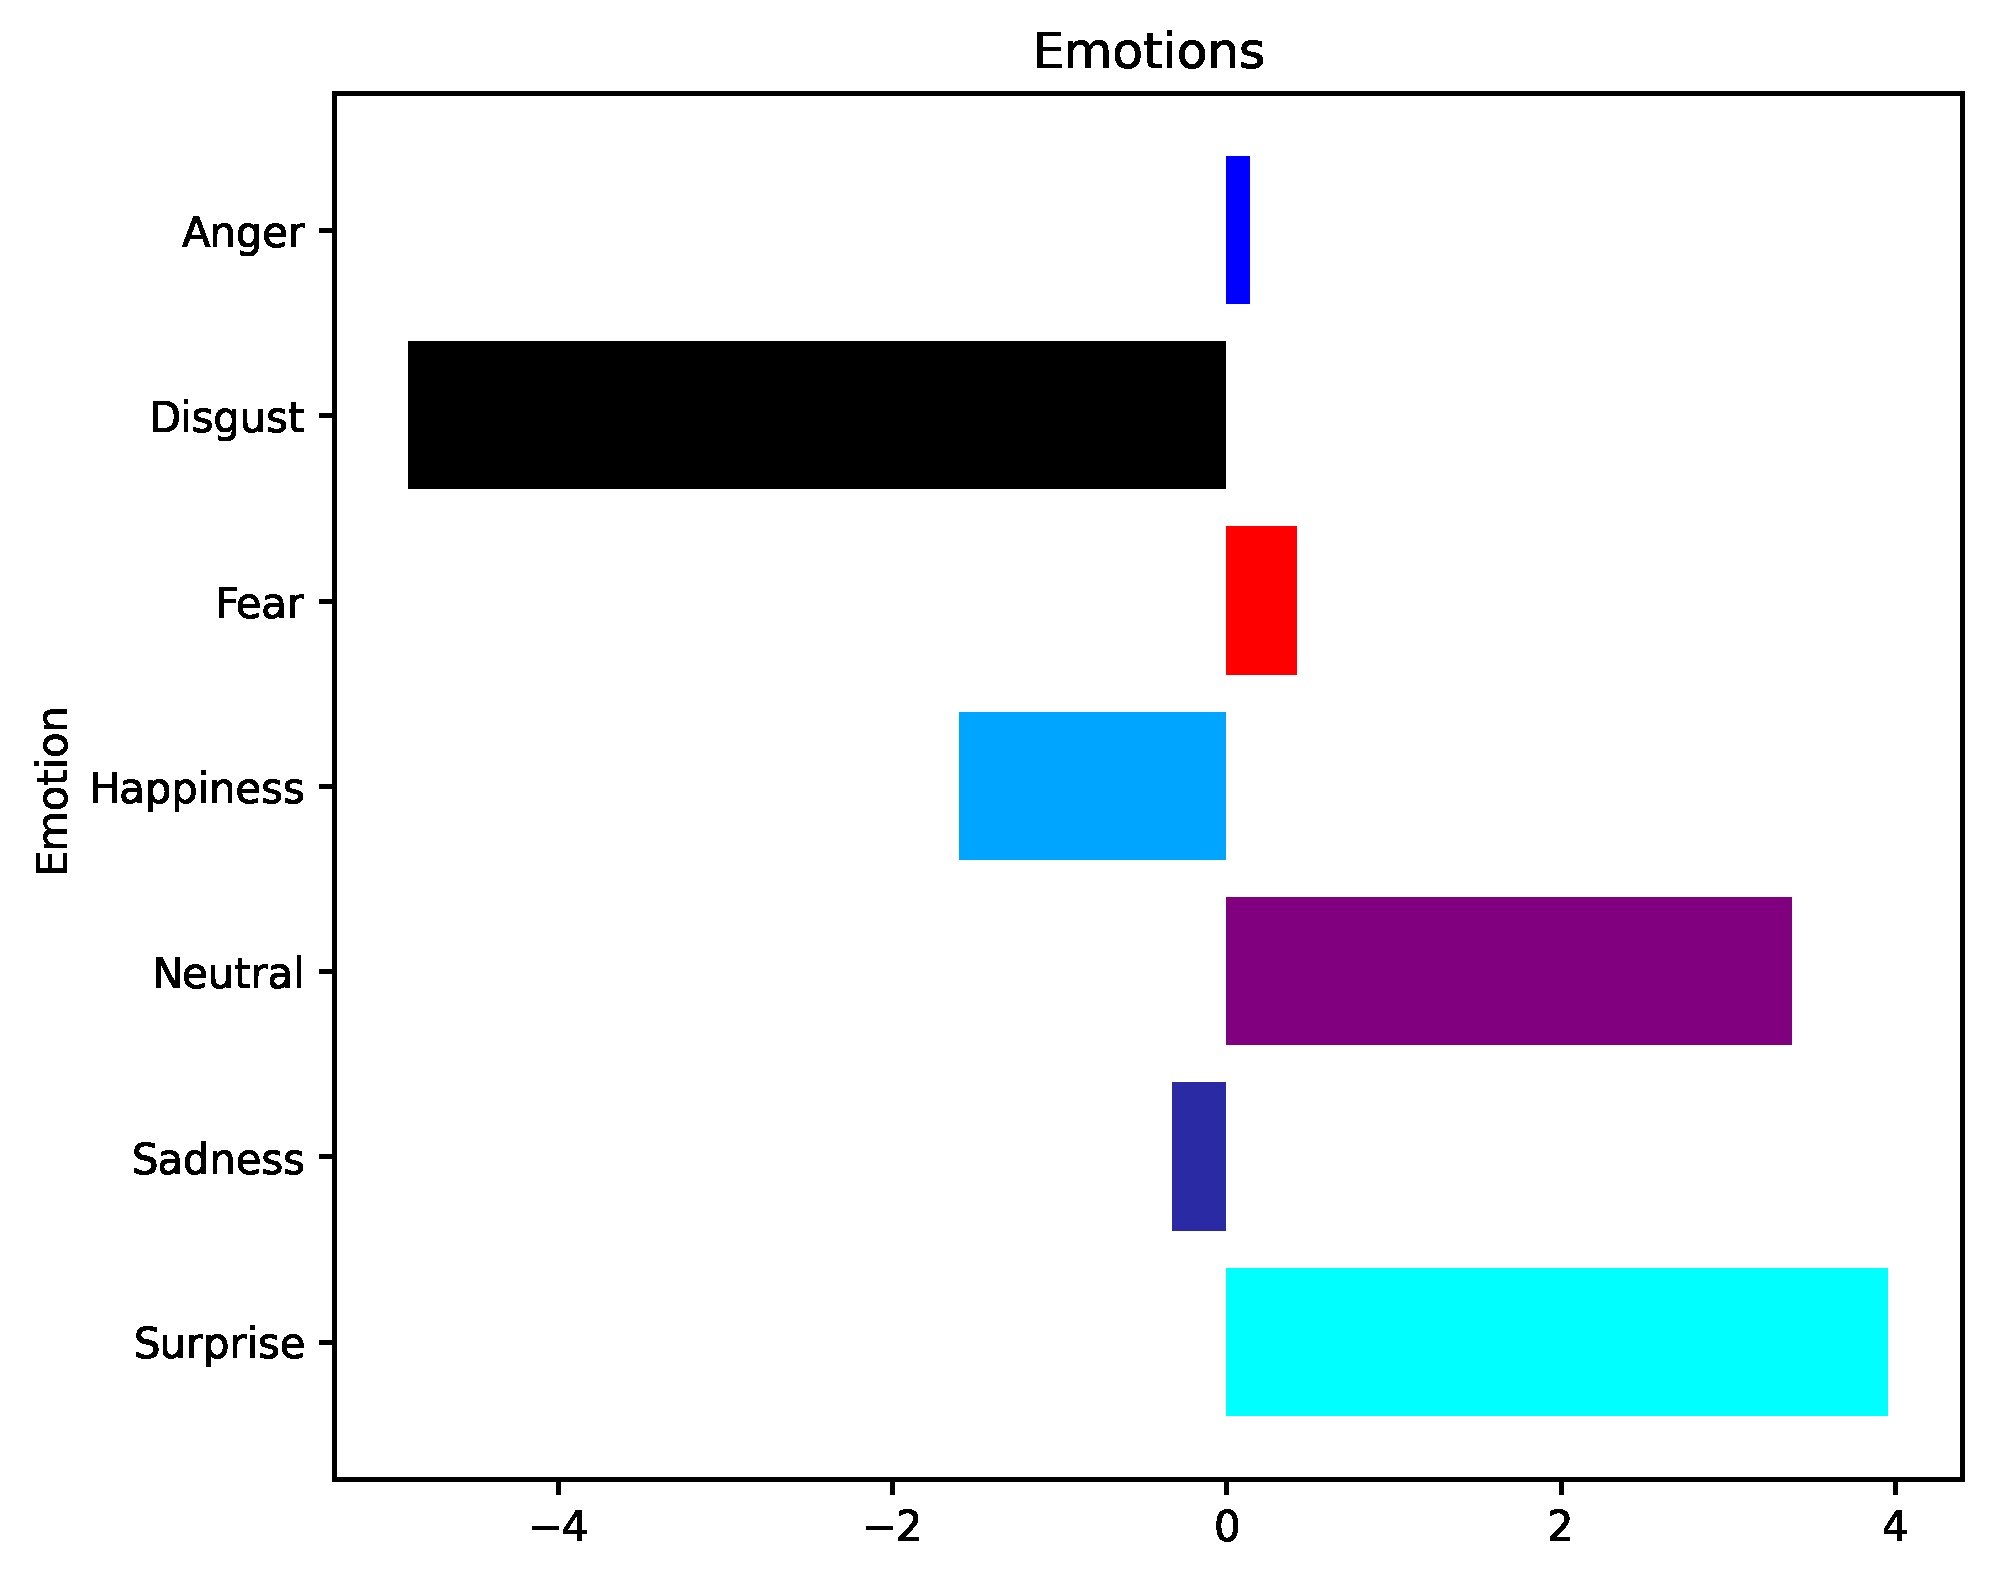 Emotions
Anger
Disgust
Fear
Happiness
Neutral
Sadness
Surprise
Emotion
−4 −2 0 2 4